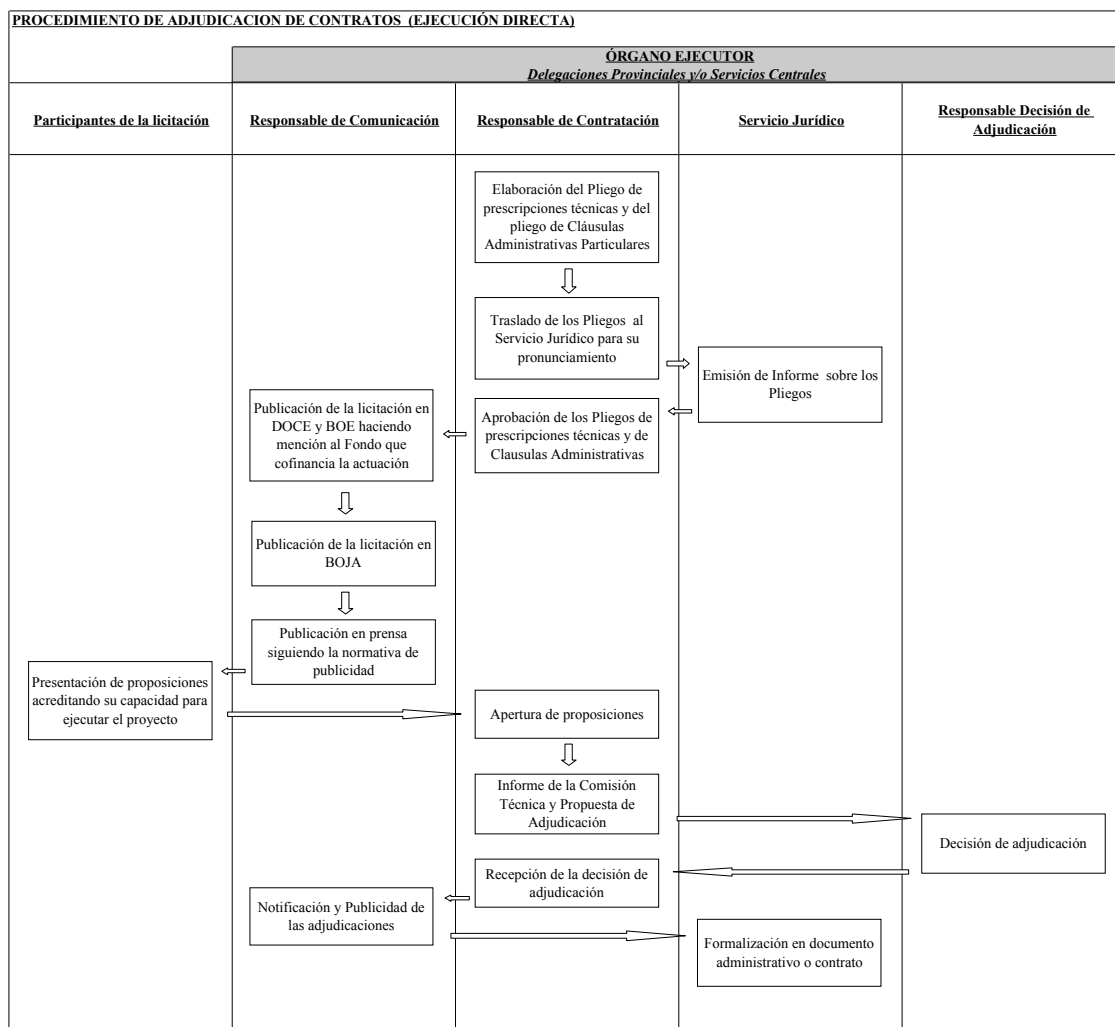 PROCEDIMIENTO DE ADJUDICACION DE CONTRATOS (EJECUCIÓN DIRECTA)
ÓRGANO EJECUTOR
Delegaciones Provinciales y/o Servicios Centrales
Participantes de la licitación
Responsable de Comunicación
Responsable de Contratación
Servicio Jurídico
Responsable Decisión de
Adjudicación
Elaboración del Pliego de
prescripciones técnicas y del
pliego de Cláusulas
Administrativas Particulares
Traslado de los Pliegos al
Servicio Jurídico para su
pronunciamiento
Emisión de Informe sobre los
Pliegos
Aprobación de los Pliegos de
prescripciones técnicas y de
Clausulas Administrativas
Publicación de la licitación en
DOCE y BOE haciendo
mención al Fondo que
cofinancia la actuación
Publicación de la licitación en
BOJA
Publicación en prensa
siguiendo la normativa de
publicidad
Presentación de proposiciones
acreditando su capacidad para
ejecutar el proyecto
Apertura de proposiciones
Informe de la Comisión
Técnica y Propuesta de
Adjudicación
Decisión de adjudicación
Recepción de la decisión de
adjudicación
Notificación y Publicidad de
las adjudicaciones
Formalización en documento
administrativo o contrato